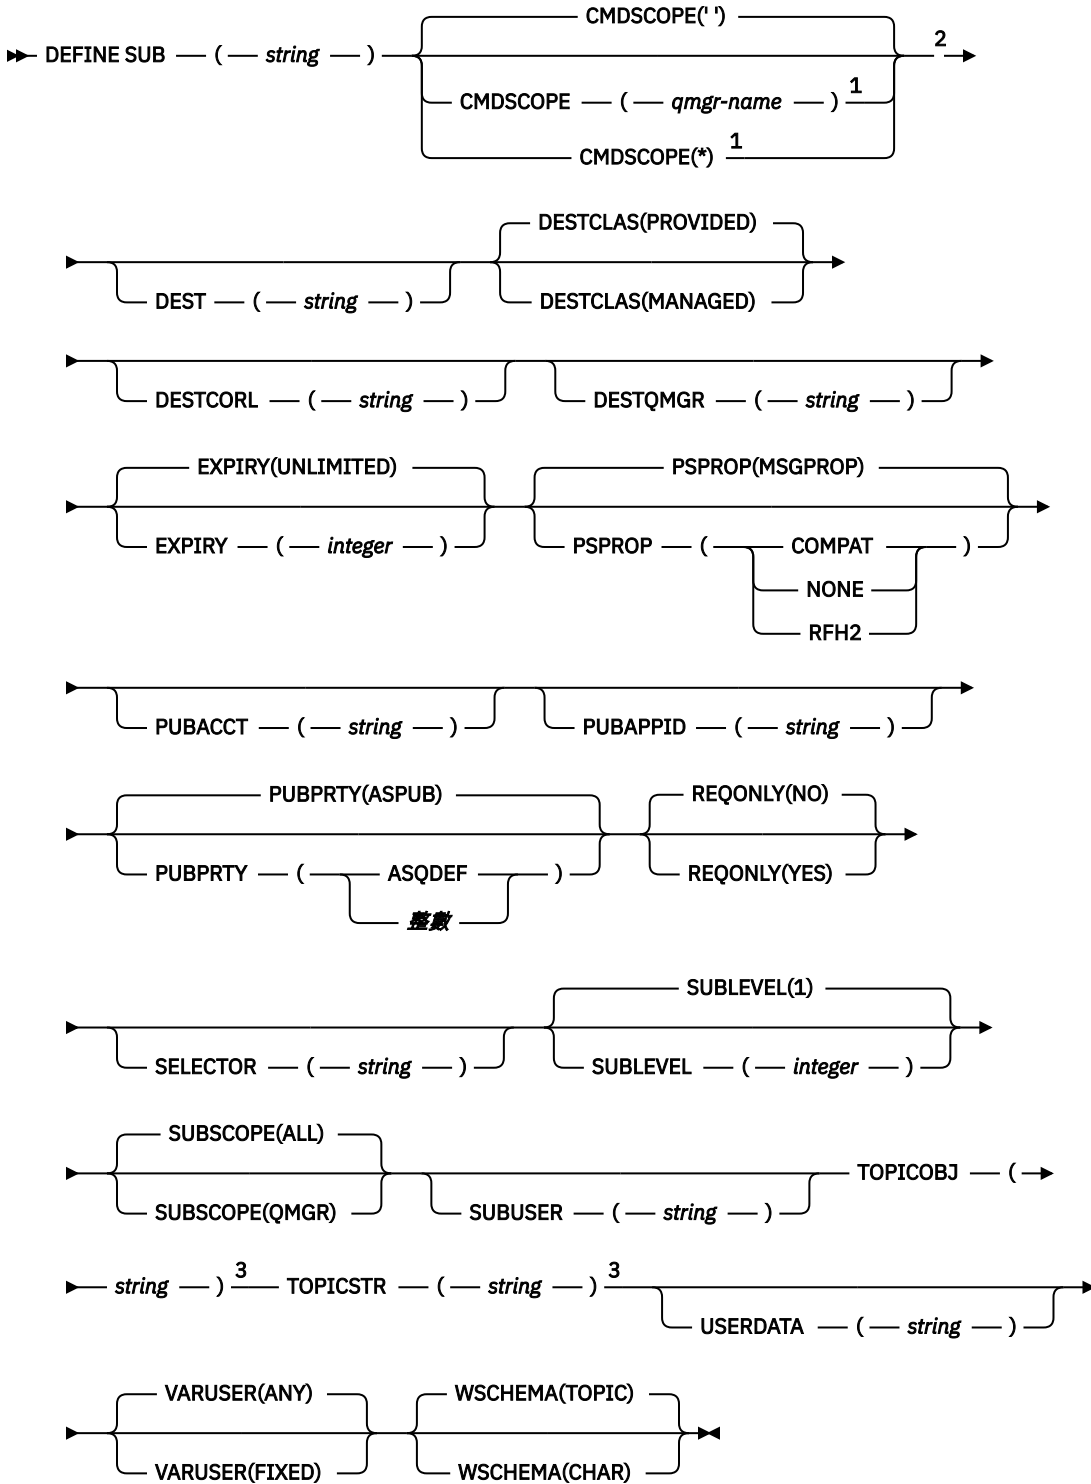 CMDSCOPE(' ')
DEFINE SUB ( string ) 2
CMDSCOPE ( qmgr-name ) 1
CMDSCOPE(*) 1
DESTCLAS(PROVIDED)
DEST ( string ) DESTCLAS(MANAGED)
DESTCORL ( string ) DESTQMGR ( string )
EXPIRY(UNLIMITED) PSPROP(MSGPROP)
EXPIRY ( integer ) PSPROP ( COMPAT )
NONE
RFH2
PUBACCT ( string ) PUBAPPID ( string )
PUBPRTY(ASPUB) REQONLY(NO)
PUBPRTY ( ASQDEF ) REQONLY(YES)
整數
SUBLEVEL(1)
SELECTOR ( string ) SUBLEVEL ( integer )
SUBSCOPE(ALL)
TOPICOBJ (
SUBSCOPE(QMGR) SUBUSER ( string )
string ) 3 TOPICSTR ( string ) 3
USERDATA ( string )
VARUSER(ANY) WSCHEMA(TOPIC)
VARUSER(FIXED) WSCHEMA(CHAR)